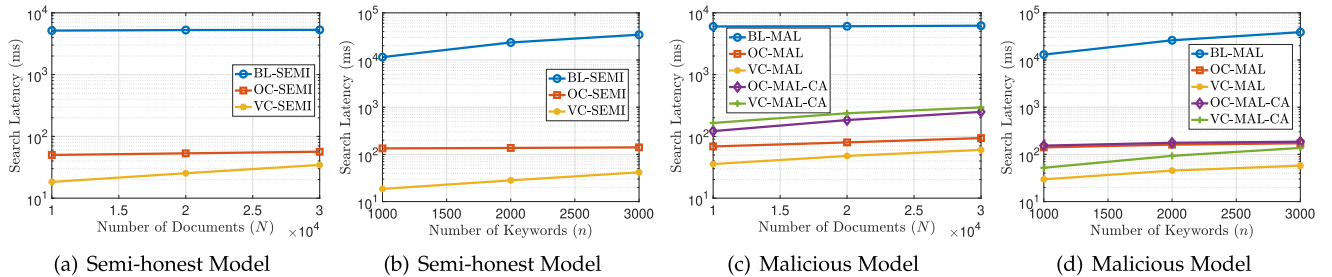 10^4
10^3
10^2
10^1
Search Latency (ms)
BL-SEMI
OC-SEMI
VC-SEMI
1 1.5 2 2.5 3
Number of Documents (N)
×10^4
(a) Semi-honest Model
10^5
10^4
10^3
10^2
10^1
Search Latency (ms)
BL-SEMI
OC-SEMI
VC-SEMI
1000 1500 2000 2500 3000
Number of Keywords (n)
(b) Semi-honest Model
10^4
10^3
10^2
10^1
Search Latency (ms)
BL-MAL
OC-MAL
VC-MAL
OC-MAL-CA
VC-MAL-CA
1 1.5 2 2.5 3
Number of Documents (N)
×10^4
(c) Malicious Model
10^5
10^4
10^3
10^2
10^1
Search Latency (ms)
BL-MAL
OC-MAL
VC-MAL
OC-MAL-CA
VC-MAL-CA
1000 1500 2000 2500 3000
Number of Keywords (n)
(d) Malicious Model